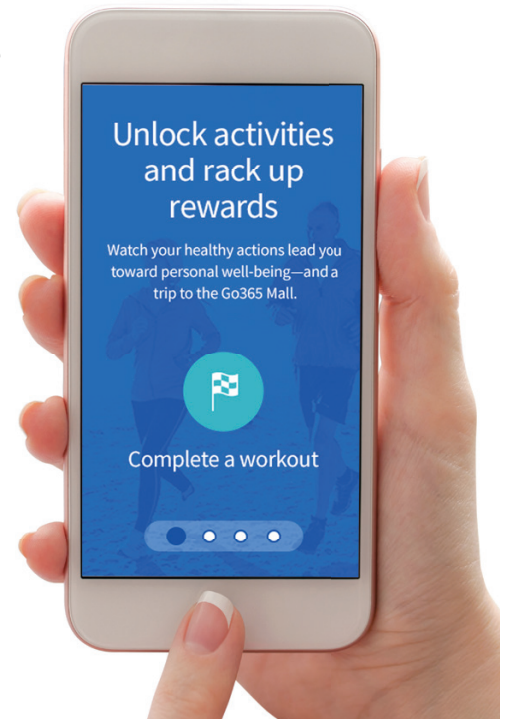 Unlock activities
and rack up
rewards
Watch your healthy actions lead you
toward personal well-being—and a
trip to the Go365 Mall.
Complete a workout